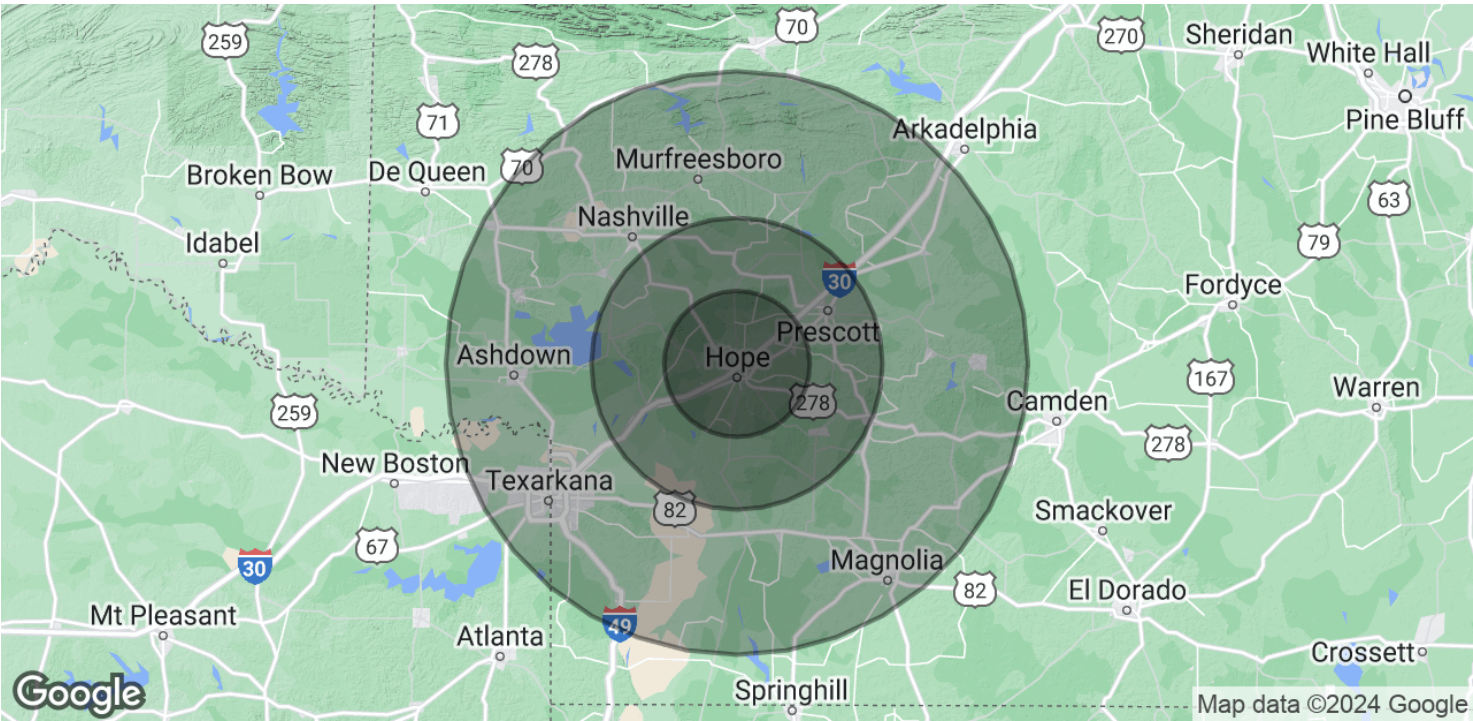 70
259
270
Sheridan
278
White Hall
Pine Bluff
71
Arkadelphia
Murfreesboro
70
De Queen
Broken Bow
63
Nashville
Idabel
79
30
Fordyce
Prescott
Ashdown
Hope
167
Warren
278
Camden
259
278
New Boston
Texarkana
82
Smackover
67
Magnolia
30
82
El Dorado
Mt Pleasant
49
Atlanta
Crossett
Springhill
Google
Map data ©2024 Google